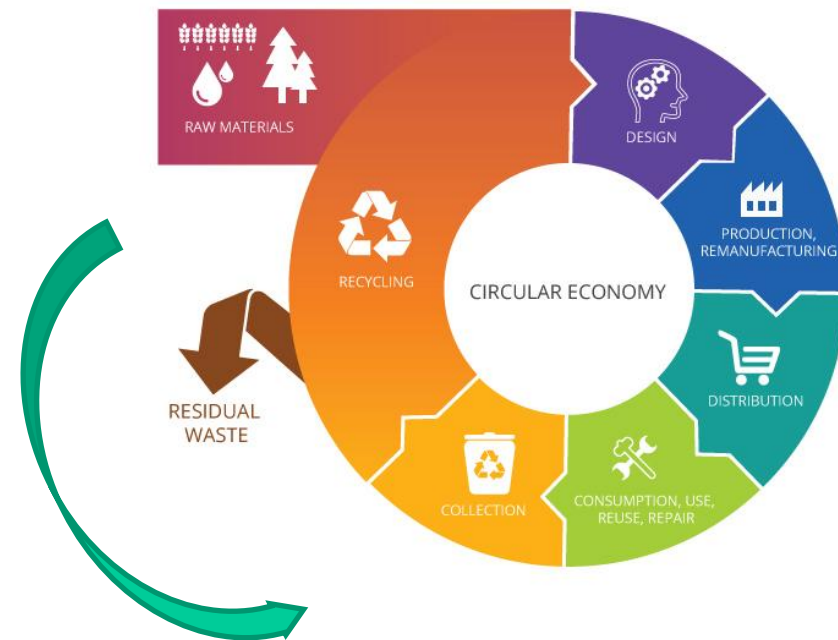 RAW MATERIALS
DESIGN
PRODUCTION,
REMANUFACTURING
DISTRIBUTION
CONSUMPTION, USE,
REUSE, REPAIR
COLLECTION
RECYCLING
RESIDUAL
WASTE
CIRCULAR ECONOMY